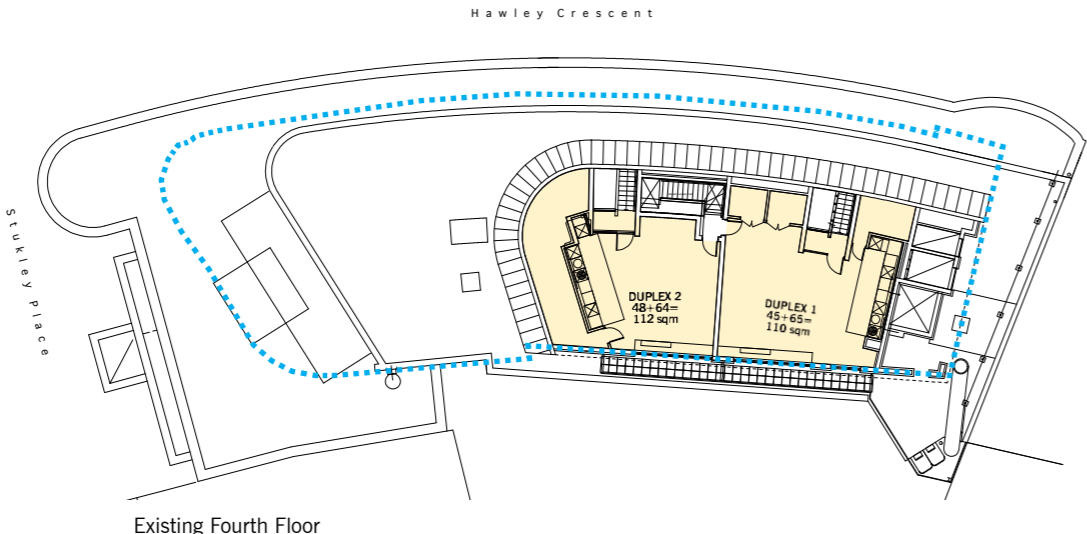 Hawley Crescent
Stukley Place
DUPLEX 2
48+64=
112 sqm
DUPLEX 1
45+65=
110 sqm
Existing Fourth Floor